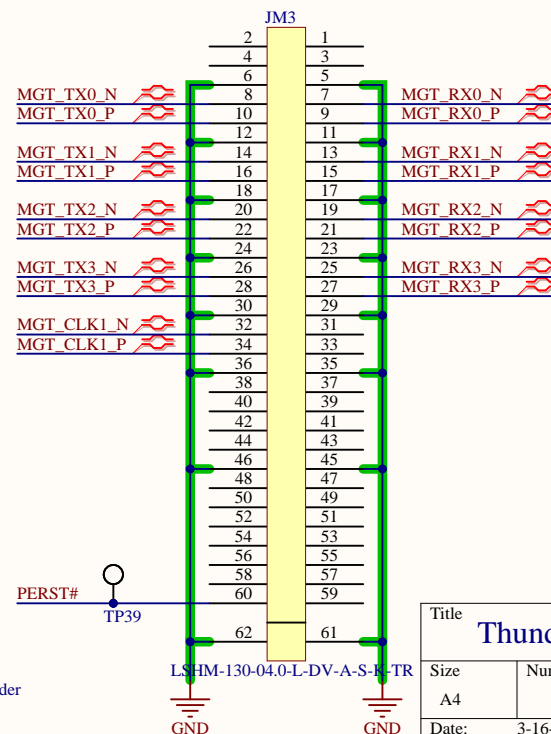 JM3
2 1
4 3
6 5
MGT_TX0_N 8 7 MGT_RX0_N
MGT_TX0_P 10 9 MGT_RX0_P
12 11
MGT_TX1_N 14 13 MGT_RX1_N
MGT_TX1_P 16 15 MGT_RX1_P
18 17
MGT_TX2_N 20 19 MGT_RX2_N
MGT_TX2_P 22 21 MGT_RX2_P
24 23
MGT_TX3_N 26 25 MGT_RX3_N
MGT_TX3_P 28 27 MGT_RX3_P
30 29
MGT_CLK1_N 32 31
MGT_CLK1_P 34 33
36 35
38 37
40 39
42 41
44 43
46 45
48 47
50 49
52 51
54 53
56 55
58 57
PERST# 60 59
TP39
62 61
LSHM-130-04.0-L-DV-A-S-K-TR
der
GND GND
Title
Thund
Size Nun
A4
Date: 3-16-